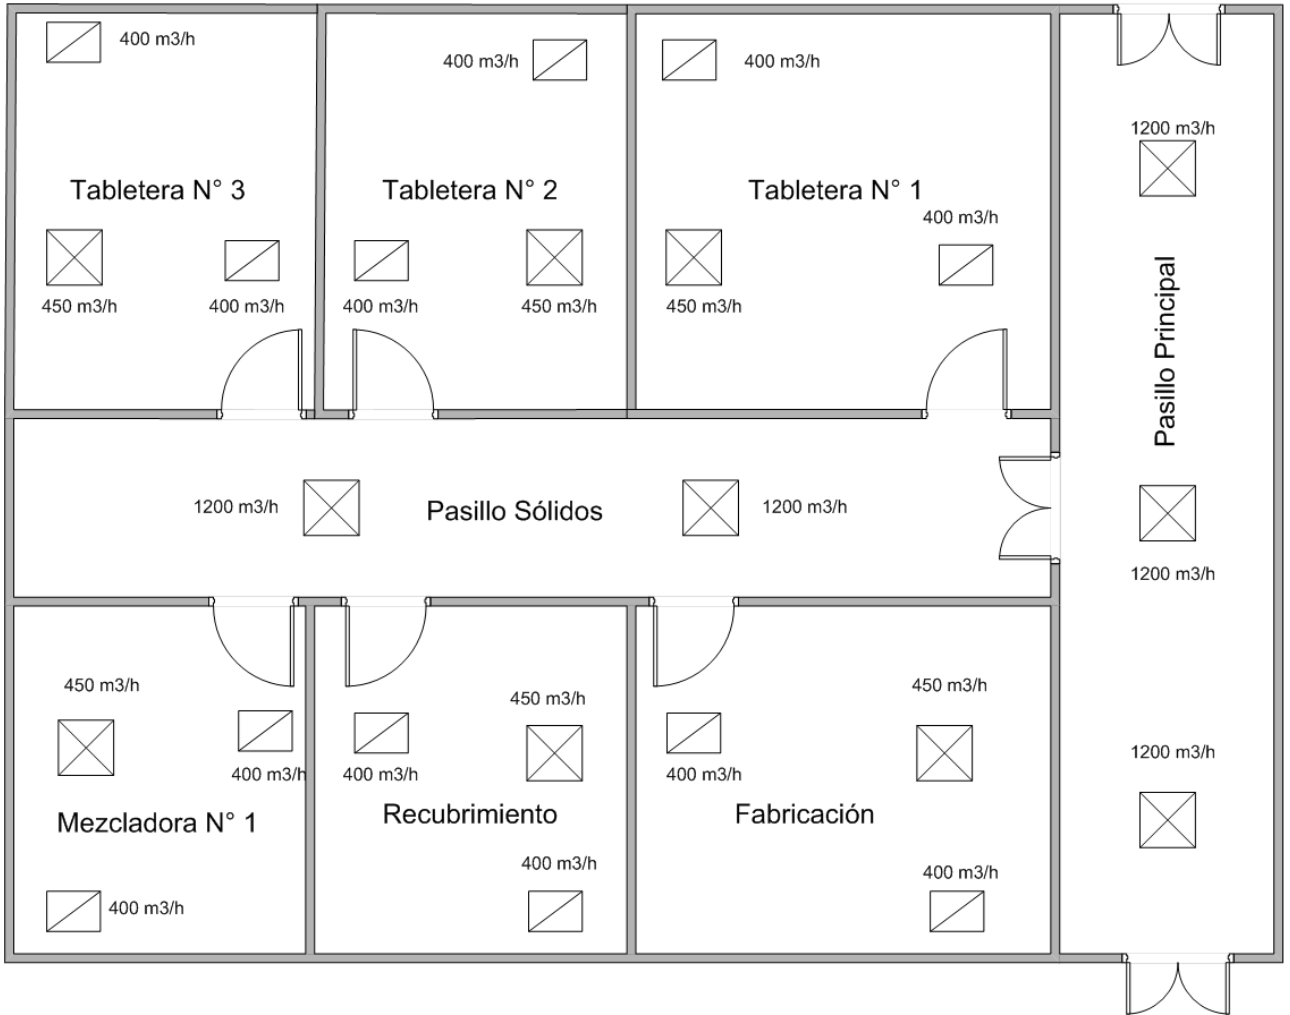 400 m3/h
400 m3/h
400 m3/h
1200 m3/h
Tabletera N° 3
Tabletera N° 2
Tabletera N° 1
400 m3/h
450 m3/h
400 m3/h
400 m3/h
450 m3/h
450 m3/h
Pasillo Principal
1200 m3/h
Pasillo Sólidos
1200 m3/h
1200 m3/h
450 m3/h
450 m3/h
450 m3/h
400 m3/h
400 m3/h
400 m3/h
1200 m3/h
Mezcladora N° 1
Recubrimiento
Fabricación
400 m3/h
400 m3/h
400 m3/h